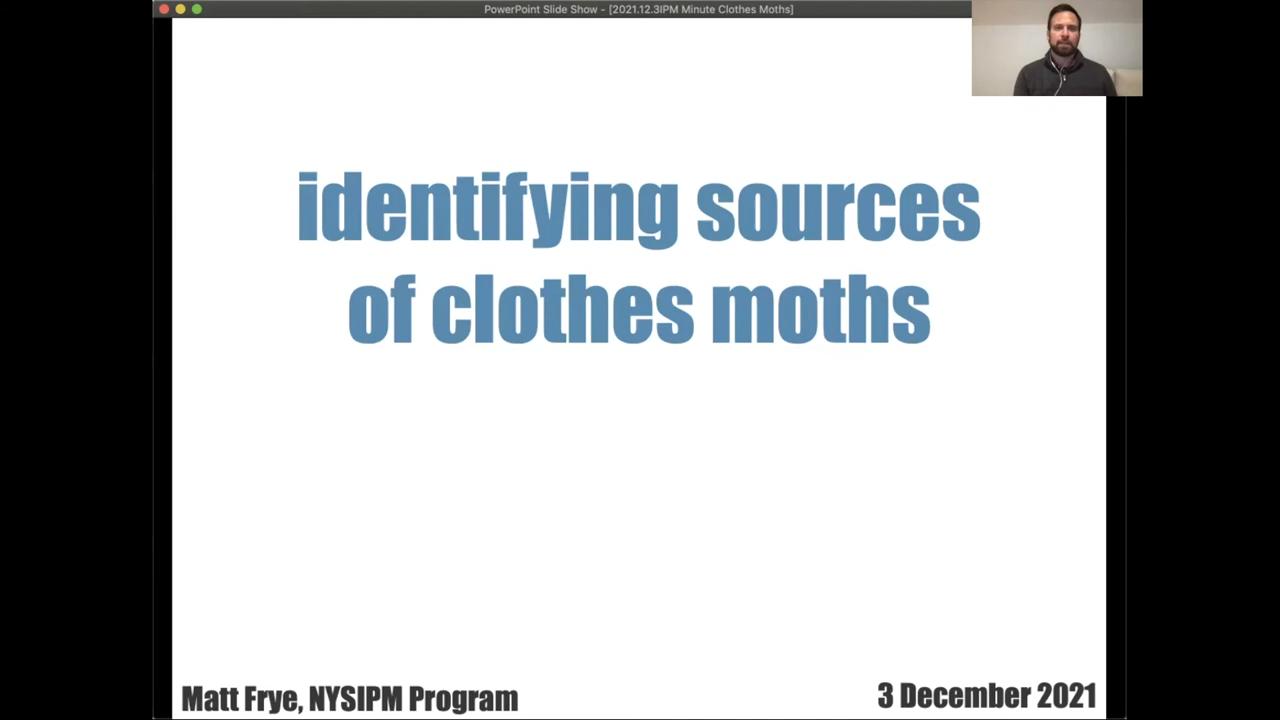 PowerPoint Slide Show - [2021.12.3IPM Minute Clothes Moths]
identifying sources
of clothes moths
Matt Frye, NYSIPM Program
3 December 2021